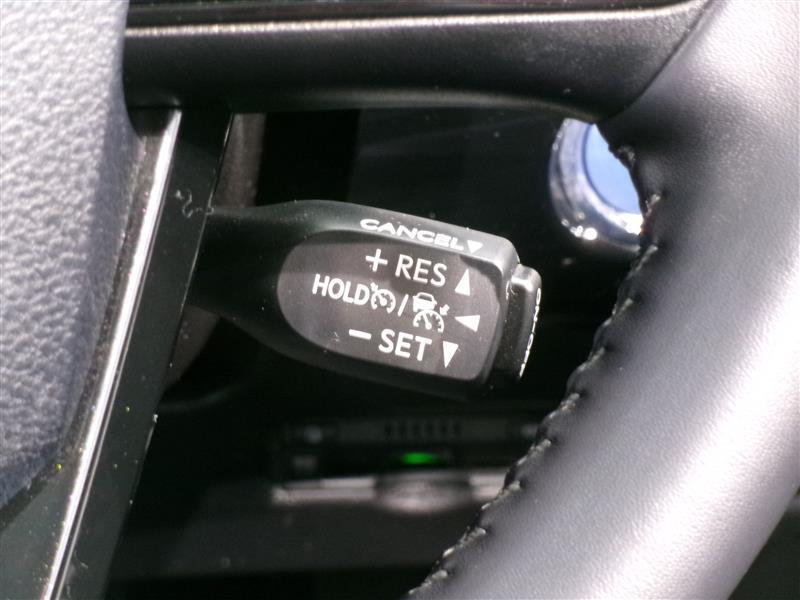 CANCEL
+ RES
HOLD /
− SET